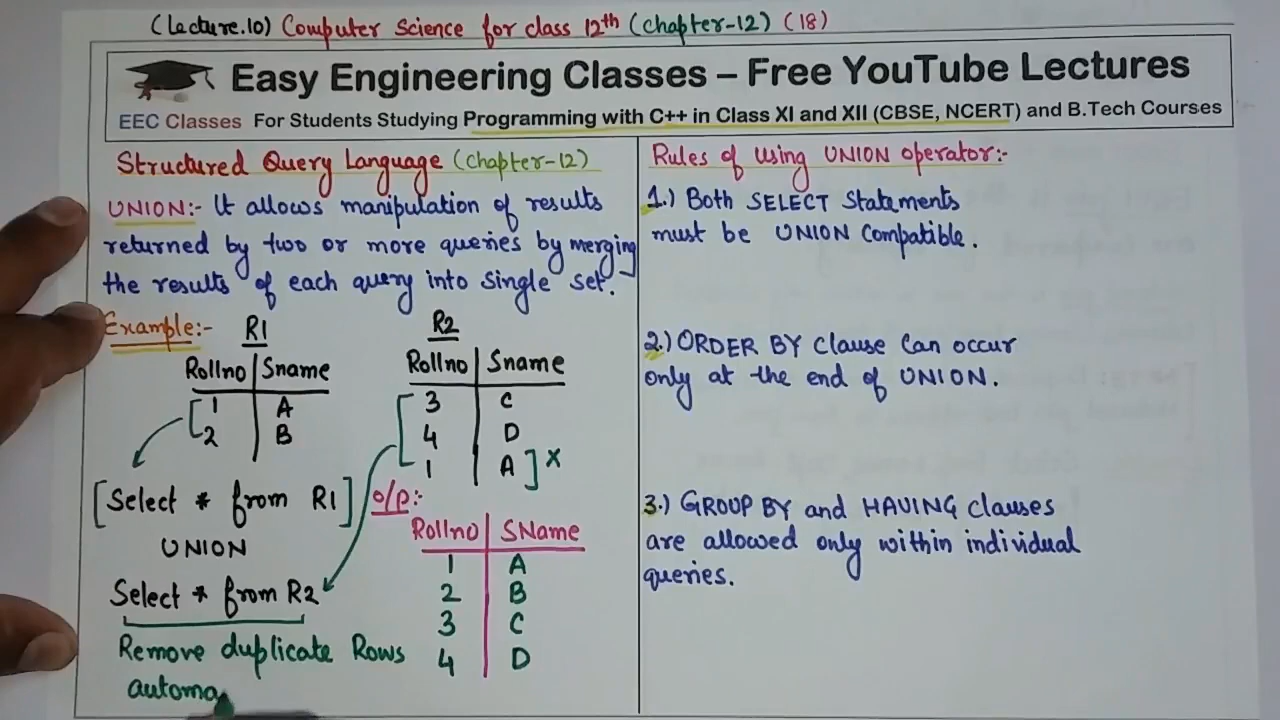 (Lecture.10) Computer Science for class 12th (Chapter-12) (18)
Easy Engineering Classes – Free YouTube Lectures
EEC Classes For Students Studying Programming with C++ in Class XI and XII (CBSE, NCERT) and B.Tech Courses
Structured Query Language (Chapter-12)
UNION:- It allows manipulation of results
returned by two or more queries by merging
the results of each query into single set.
Example:-
R1
Rollno Sname
1 A
2 B
R2
Rollno Sname
3 C
4 D
1 A ] X
[Select * from R1]
UNION
Select * from R2
Remove duplicate Rows
automa
o/p:-
Rollno SName
1 A
2 B
3 C
4 D
Rules of using UNION operator:-
1.) Both SELECT Statements
must be UNION Compatible.
2.) ORDER BY Clause Can occur
only at the end of UNION.
3.) GROUP BY and HAVING clauses
are allowed only within individual
queries.